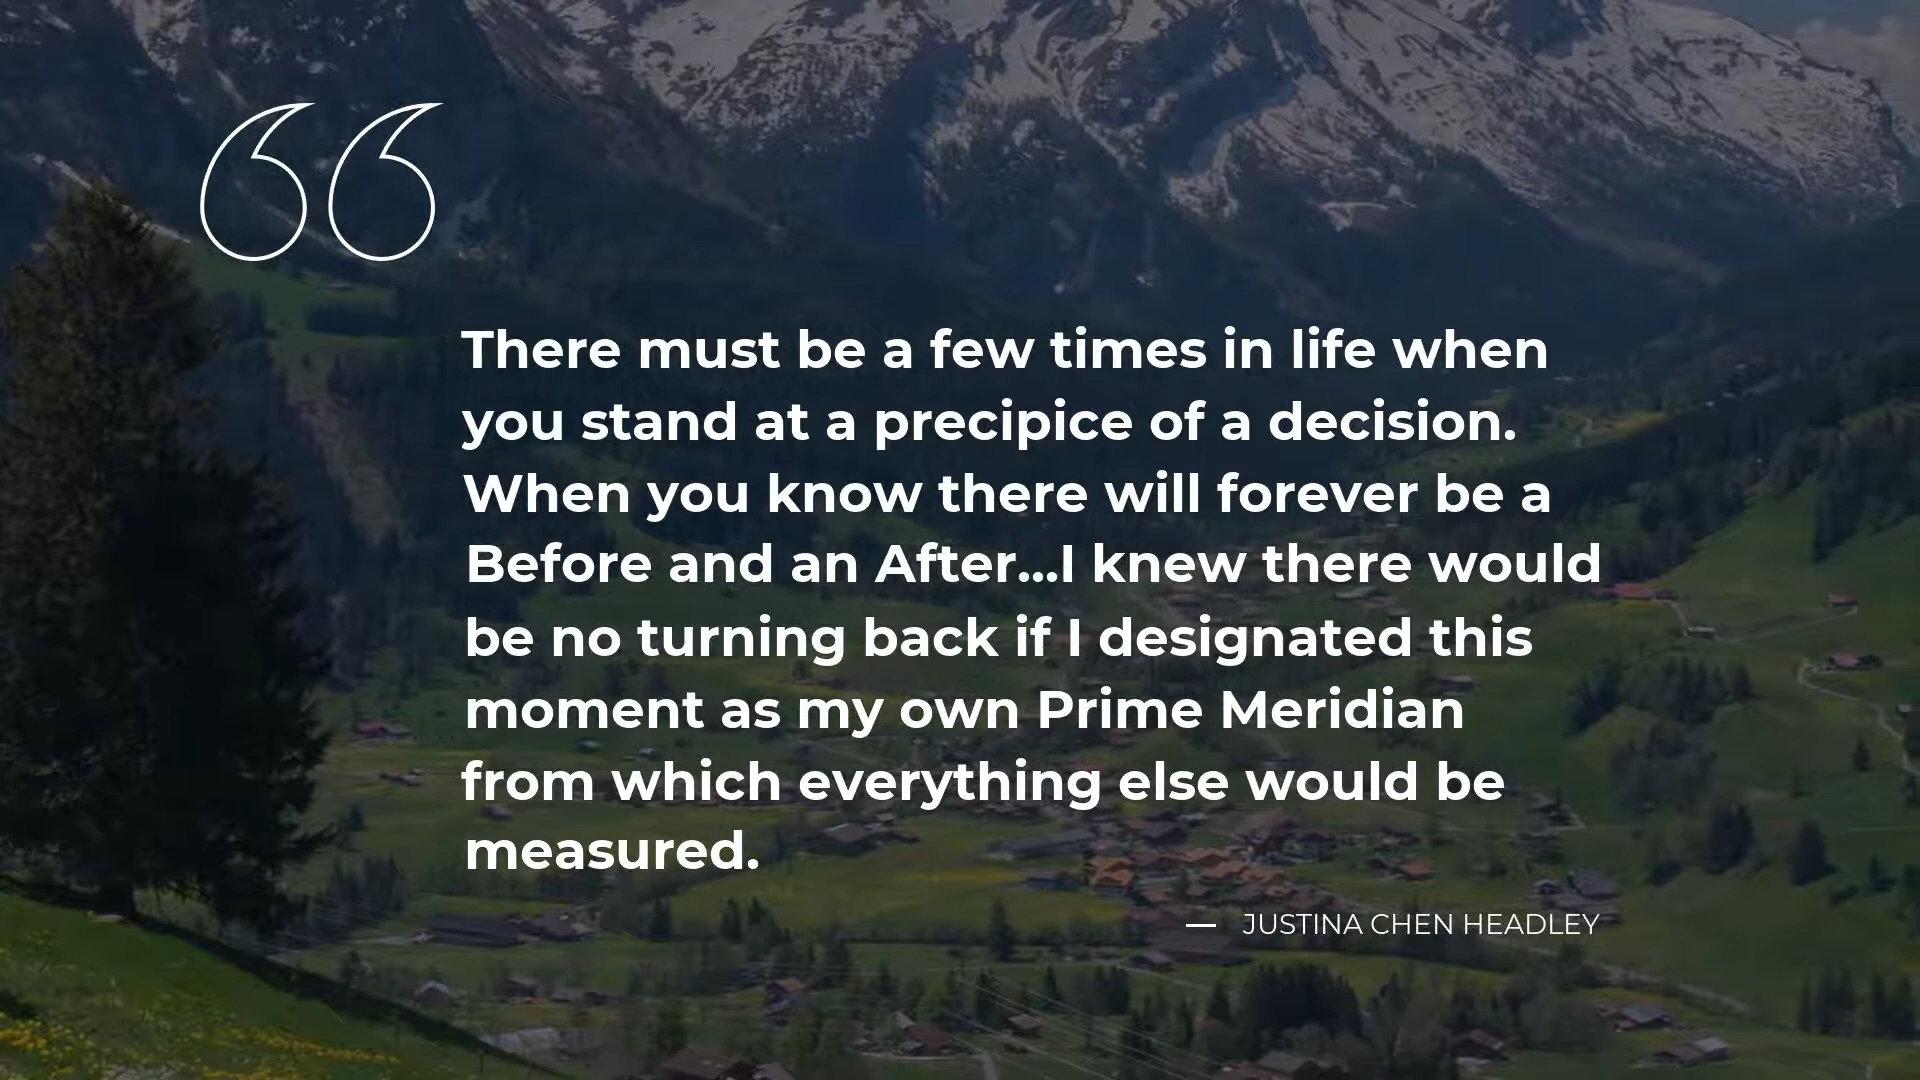 There must be a few times in life when
you stand at a precipice of a decision.
When you know there will forever be a
Before and an After...I knew there would
be no turning back if I designated this
moment as my own Prime Meridian
from which everything else would be
measured.
— JUSTINA CHEN HEADLEY